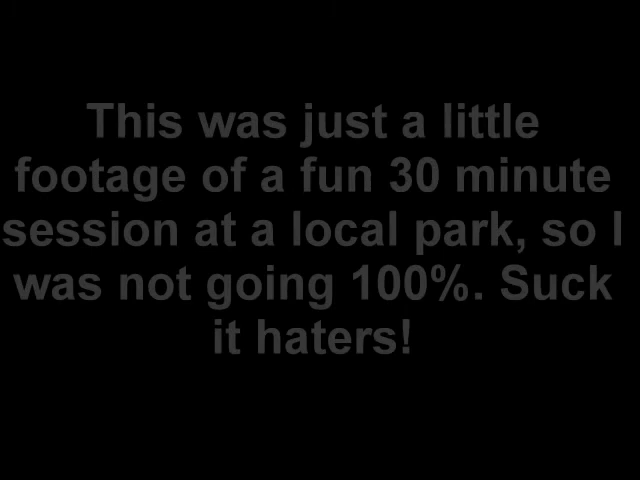 This was just a little
footage of a fun 30 minute
session at a local park, so I
was not going 100%. Suck
it haters!